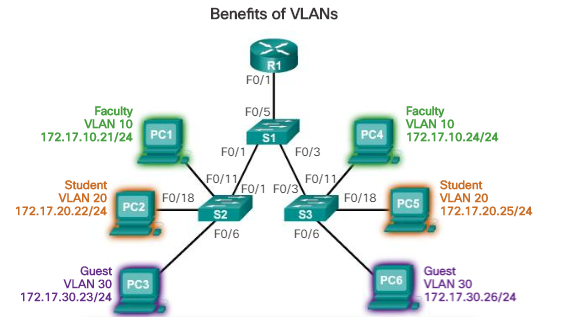 Benefits of VLANs
R1
F0/1
F0/5
S1
F0/1
F0/3
Faculty
VLAN 10
172.17.10.21/24
PC1
Faculty
VLAN 10
172.17.10.24/24
PC4
F0/11
F0/1
F0/3
F0/11
Student
VLAN 20
172.17.20.22/24
PC2
F0/18
S2
S3
F0/18
PC5
Student
VLAN 20
172.17.20.25/24
F0/6
F0/6
Guest
VLAN 30
172.17.30.23/24
PC3
PC6
Guest
VLAN 30
172.17.30.26/24